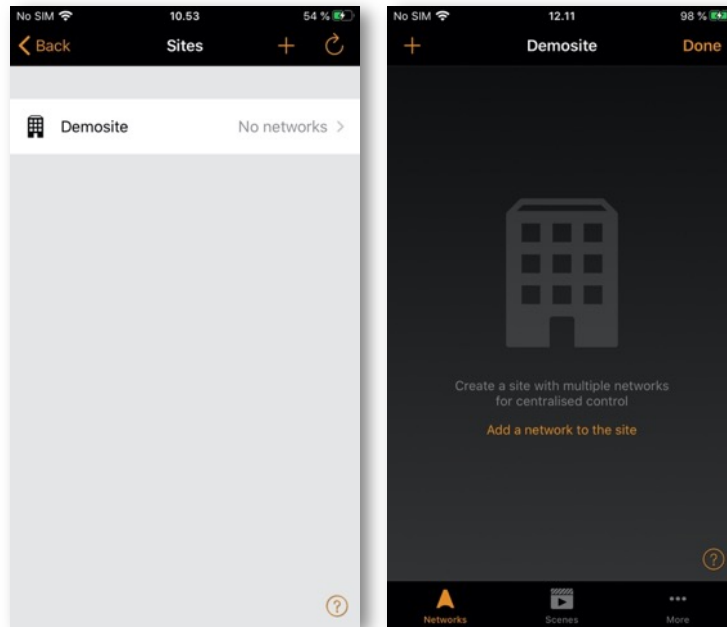 No SIM 10.53 54 %
Back Sites
Demosite No networks
No SIM 12.11 98 %
Demosite Done
Create a site with multiple networks
for centralised control
Add a network to the site
?
?
Networks Scenes More